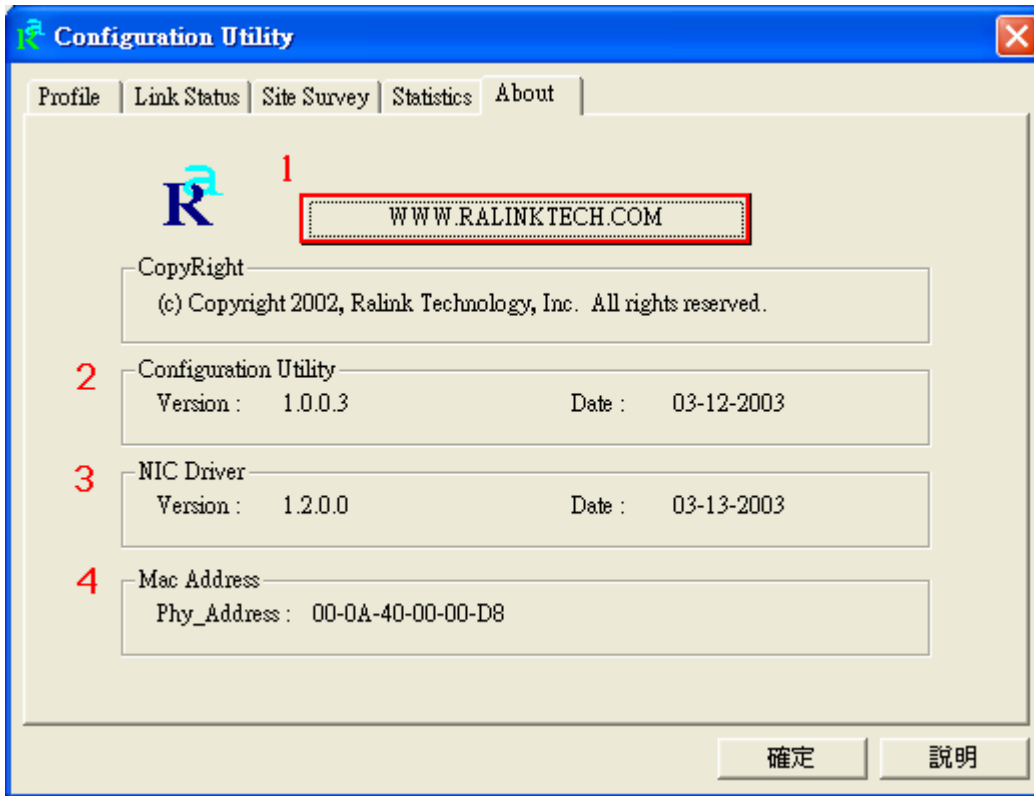 Ra Configuration Utility
Profile Link Status Site Survey Statistics About
Ra
1 WWW.RALINKTECH.COM
CopyRight
(c) Copyright 2002, Ralink Technology, Inc. All rights reserved.
2 Configuration Utility
Version : 1.0.0.3 Date : 03-12-2003
3 NIC Driver
Version : 1.2.0.0 Date : 03-13-2003
4 Mac Address
Phy_Address : 00-0A-40-00-00-D8
確定 說明